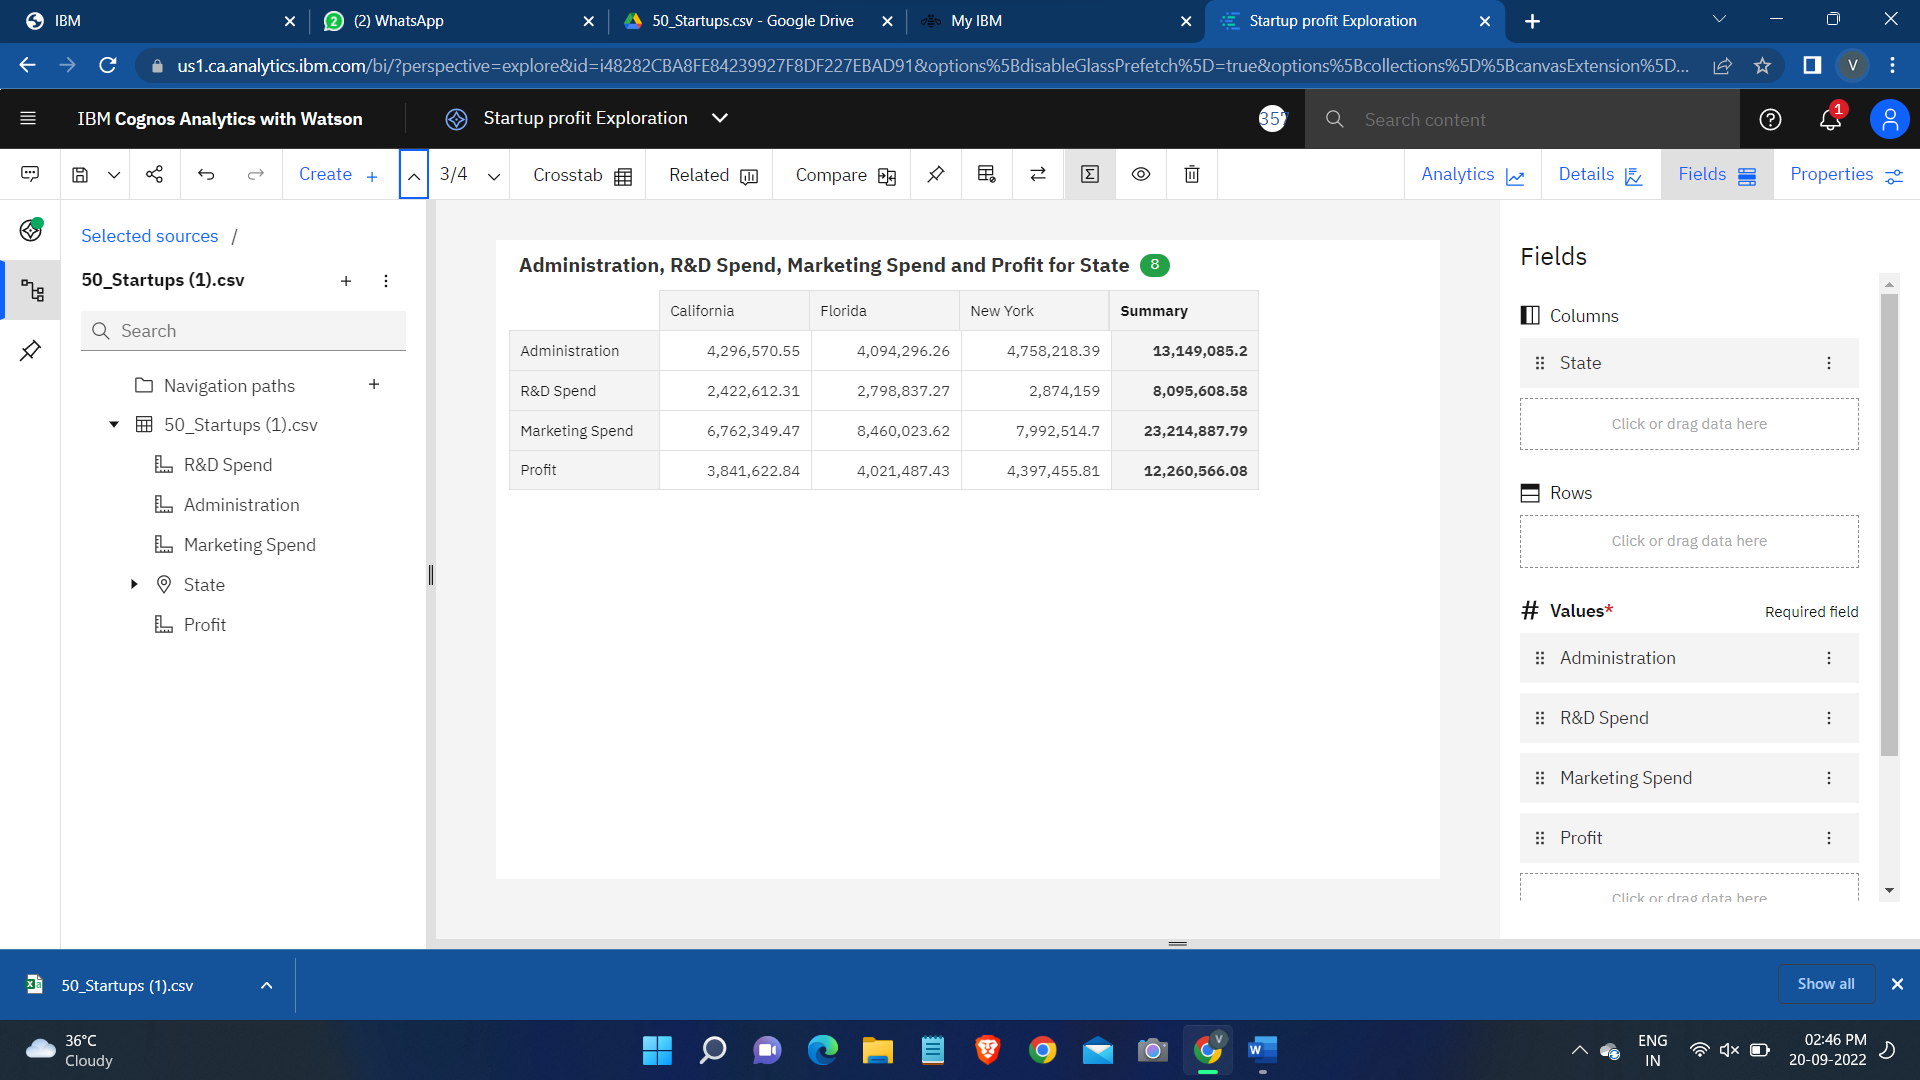 IBM
(2) WhatsApp
50_Startups.csv - Google Drive
My IBM
Startup profit Exploration
us1.ca.analytics.ibm.com/bi/?perspective=explore&id=i48282CBA8FE84239927F8DF227EBAD91&options%5BdisableGlassPrefetch%5D=true&options%5Bcollections%5D%5BcanvasExtension%5D...
V
IBM Cognos Analytics with Watson
Startup profit Exploration
357
Search content
1
Create
3/4
Crosstab
Related
Compare
Analytics
Details
Fields
Properties
Selected sources /
50_Startups (1).csv
Search
Navigation paths
50_Startups (1).csv
R&D Spend
Administration
Marketing Spend
State
Profit
Administration, R&D Spend, Marketing Spend and Profit for State 8
California Florida New York Summary
Administration 4,296,570.55 4,094,296.26 4,758,218.39 13,149,085.2
R&D Spend 2,422,612.31 2,798,837.27 2,874,159 8,095,608.58
Marketing Spend 6,762,349.47 8,460,023.62 7,992,514.7 23,214,887.79
Profit 3,841,622.84 4,021,487.43 4,397,455.81 12,260,566.08
Fields
Columns
State
Click or drag data here
Rows
Click or drag data here
# Values* Required field
Administration
R&D Spend
Marketing Spend
Profit
Click or drag data here
50_Startups (1).csv
Show all
36°C
Cloudy
V
W
ENG
IN
02:46 PM
20-09-2022